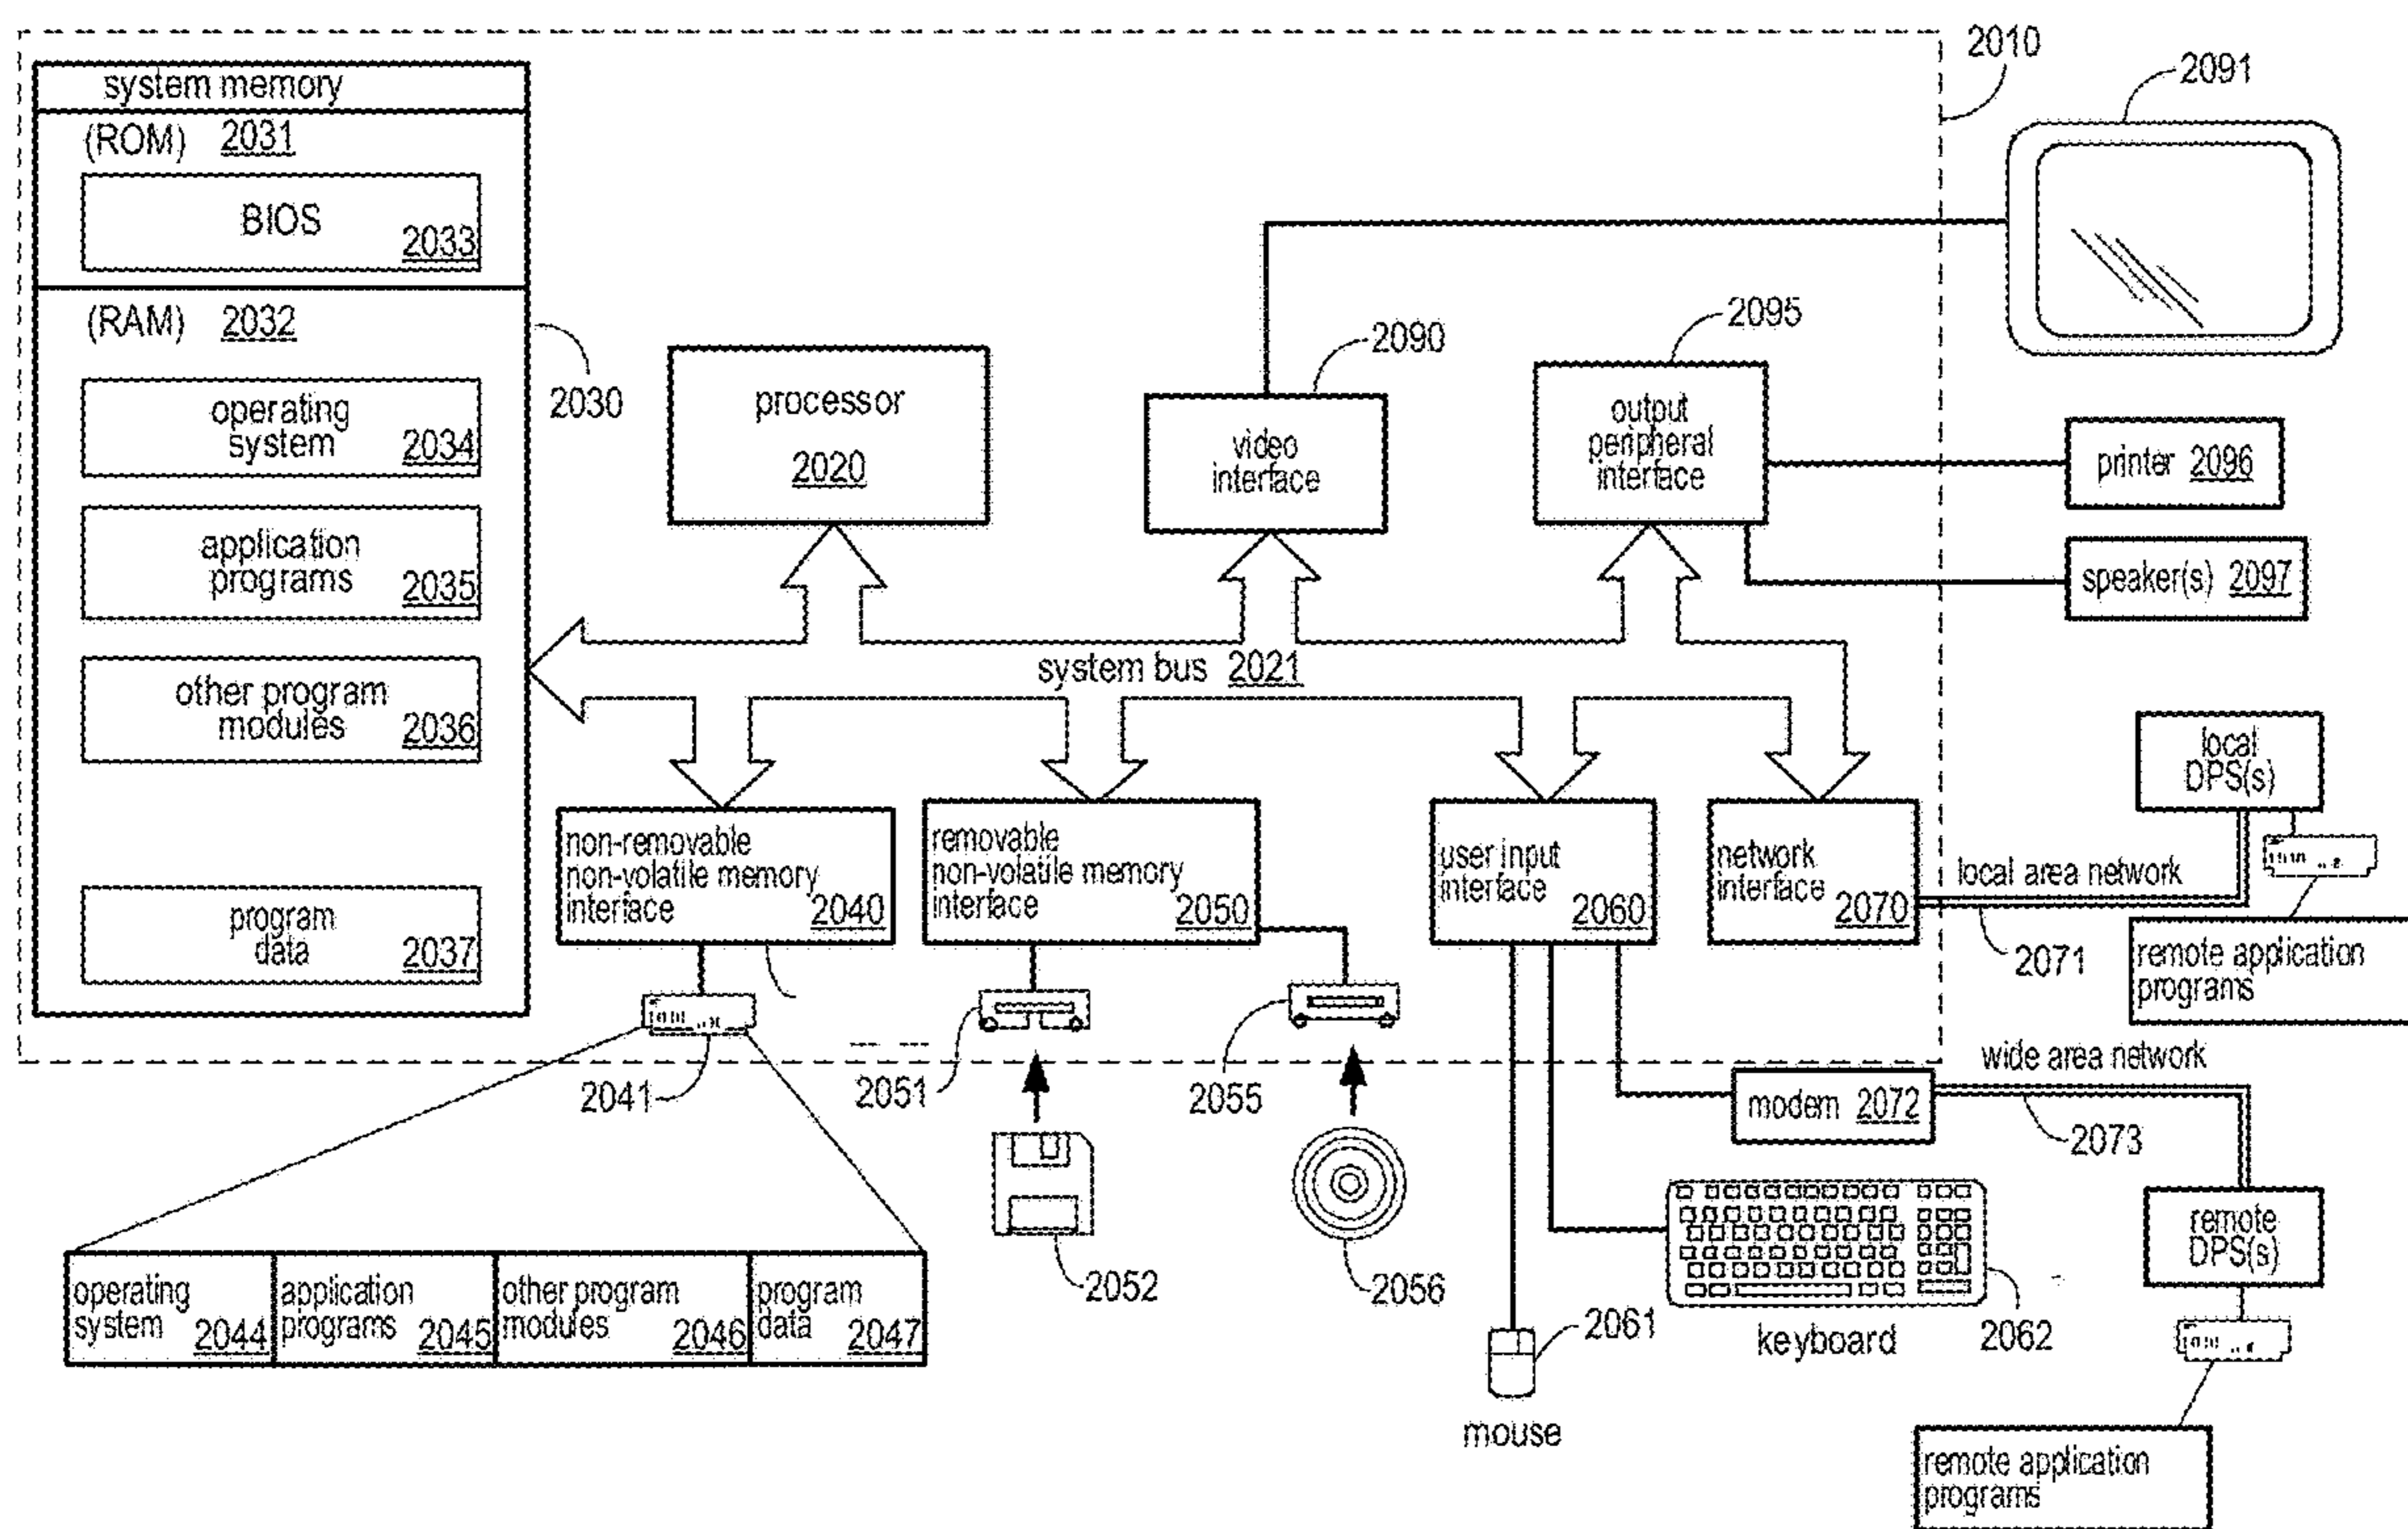 2010
2091
system memory
(ROM) 2031
BIOS
2033
(RAM) 2032
2030
operating
system
2034
application
programs
2035
other program
modules
2036
program
data
2037
processor
2020
2090
video
interface
2095
output
peripheral
interface
printer 2096
speaker(s) 2097
system bus 2021
non-removable
non-volatile memory
interface
2040
removable
non-volatile memory
interface
2050
user input
interface
2060
network
interface
2070
local area network
2071
local
DPS(s)
remote application
programs
2041
2051
2055
2052
2056
modem 2072
wide area network
2073
remote
DPS(s)
remote application
programs
2061
mouse
keyboard
2062
operating
system
2044
application
programs
2045
other program
modules
2046
program
data
2047